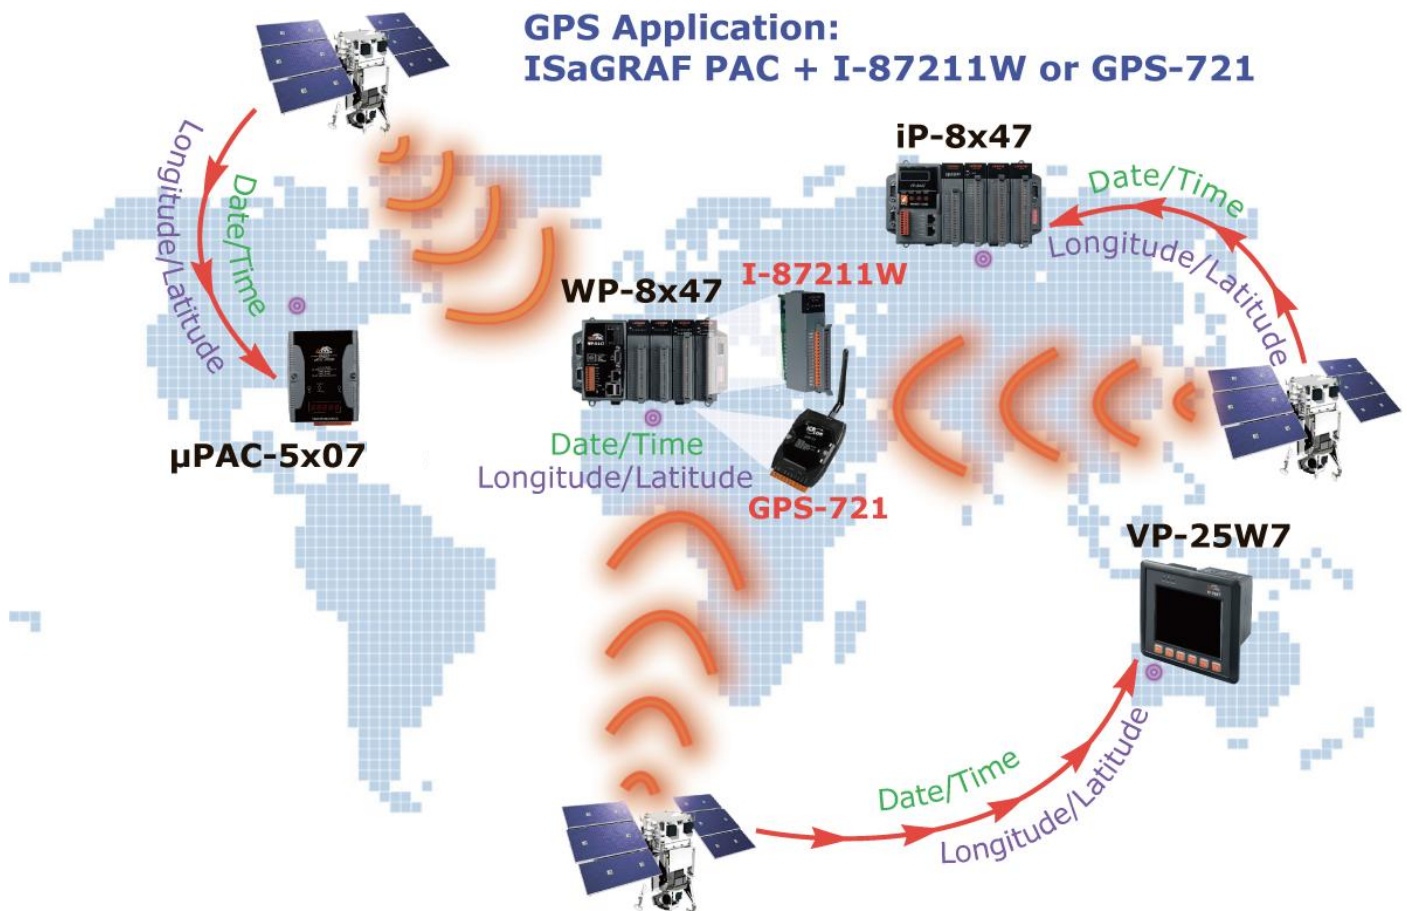 GPS Application:
ISaGRAF PAC + I-87211W or GPS-721
iP-8x47
Date/Time
Longitude/Latitude
Longitude/Latitude
Date/Time
I-87211W
WP-8x47
µPAC-5x07
Date/Time
Longitude/Latitude
GPS-721
VP-25W7
Date/Time
Longitude/Latitude